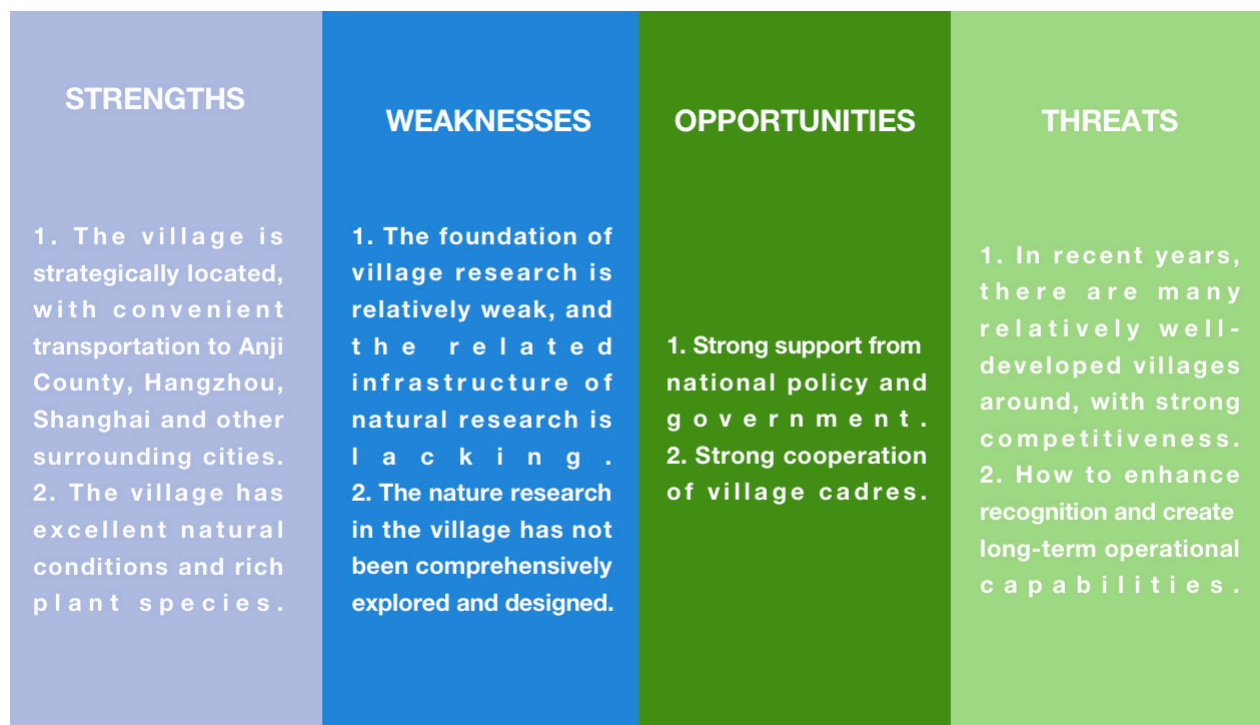 STRENGTHS
1. The village is
strategically located,
with convenient
transportation to Anji
County, Hangzhou,
Shanghai and other
surrounding cities.
2. The village has
excellent natural
conditions and rich
plant species.
WEAKNESSES
1. The foundation of
village research is
relatively weak, and
the related
infrastructure of
natural research is
lacking.
2. The nature research
in the village has not
been comprehensively
explored and designed.
OPPORTUNITIES
1. Strong support from
national policy and
government.
2. Strong cooperation
of village cadres.
THREATS
1. In recent years,
there are many
relatively well-
developed villages
around, with strong
competitiveness.
2. How to enhance
recognition and create
long-term operational
capabilities.